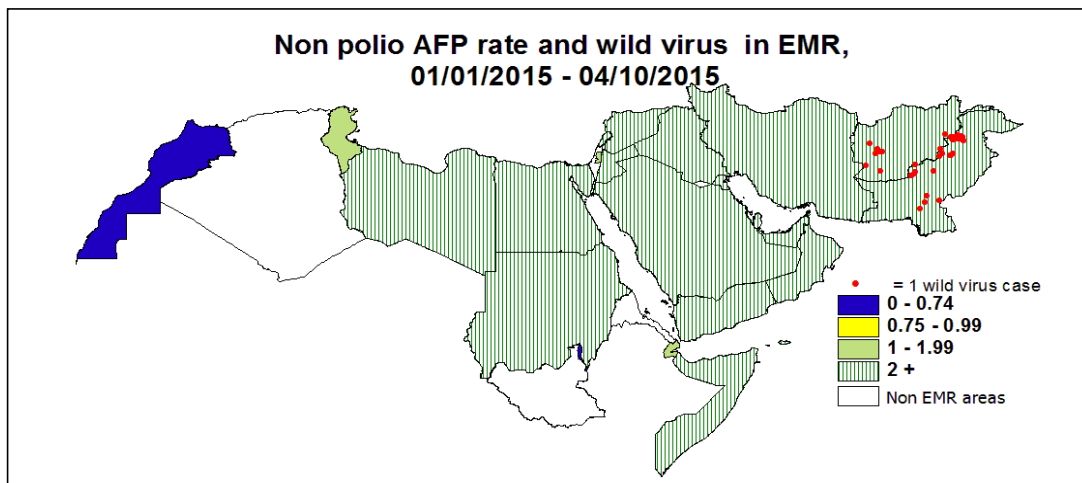 Non polio AFP rate and wild virus in EMR,
01/01/2015 - 04/10/2015
= 1 wild virus case
0 - 0.74
0.75 - 0.99
1 - 1.99
2 +
Non EMR areas